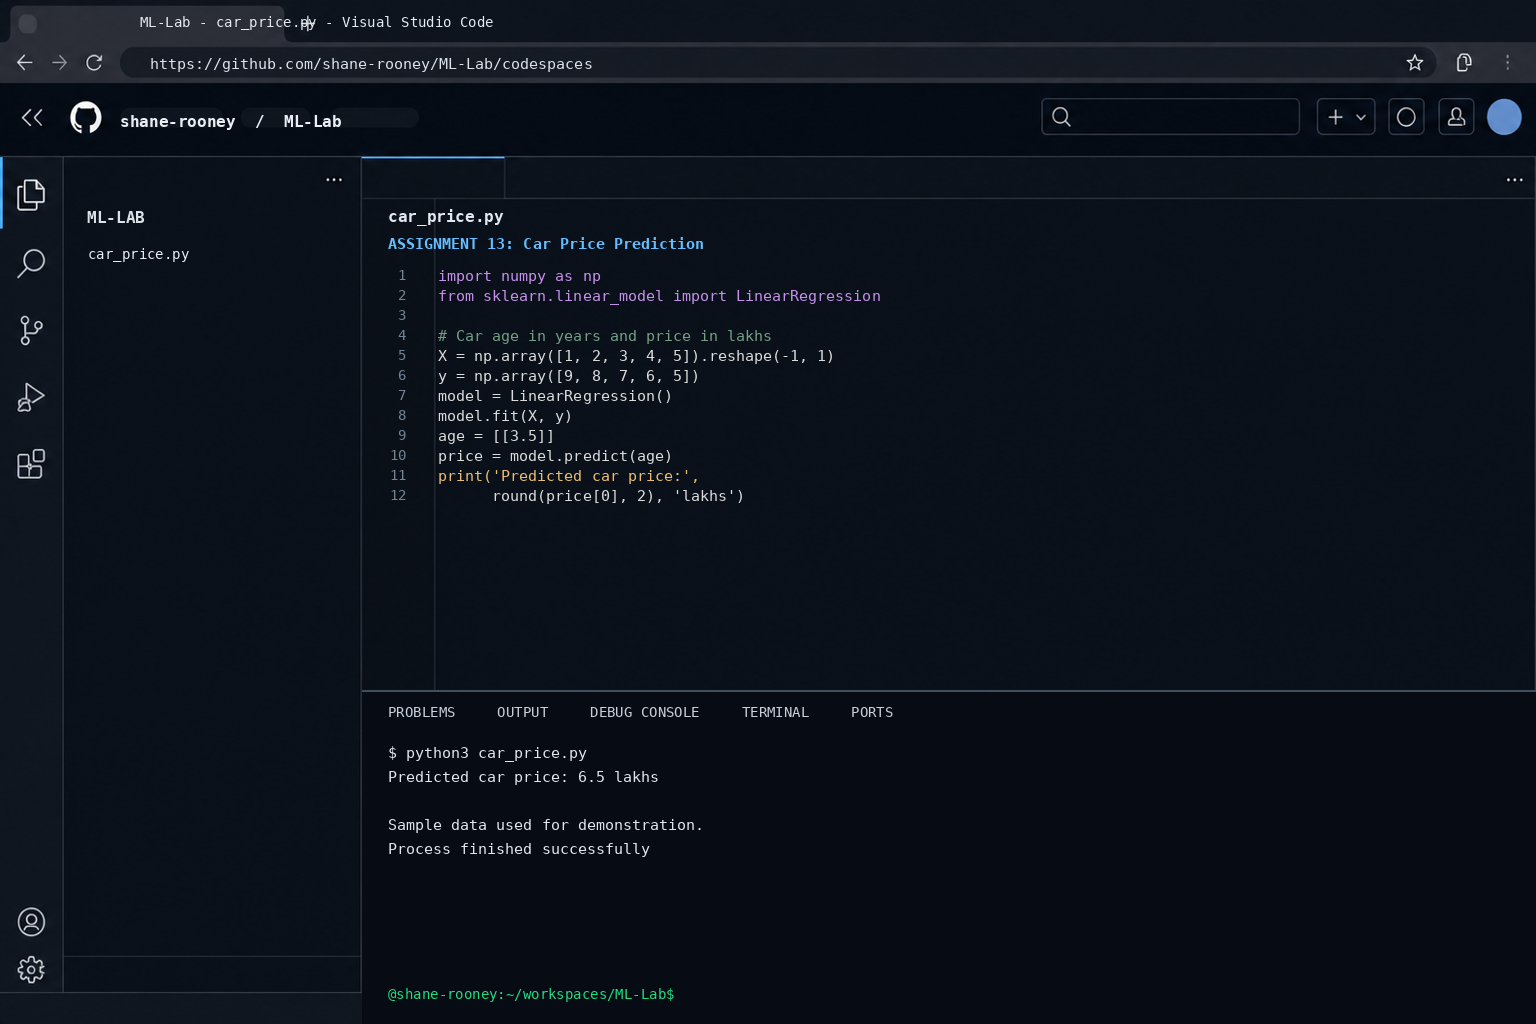 ML-Lab - car_price.py - Visual Studio Code
https://github.com/shane-rooney/ML-Lab/codespaces
shane-rooney / ML-Lab
ML-LAB
car_price.py
car_price.py
ASSIGNMENT 13: Car Price Prediction
1 import numpy as np
2 from sklearn.linear_model import LinearRegression
3
4 # Car age in years and price in lakhs
5 X = np.array([1, 2, 3, 4, 5]).reshape(-1, 1)
6 y = np.array([9, 8, 7, 6, 5])
7 model = LinearRegression()
8 model.fit(X, y)
9 age = [[3.5]]
10 price = model.predict(age)
11 print('Predicted car price:',
12 round(price[0], 2), 'lakhs')
PROBLEMS OUTPUT DEBUG CONSOLE TERMINAL PORTS
$ python3 car_price.py
Predicted car price: 6.5 lakhs
Sample data used for demonstration.
Process finished successfully
@shane-rooney:~/workspaces/ML-Lab$